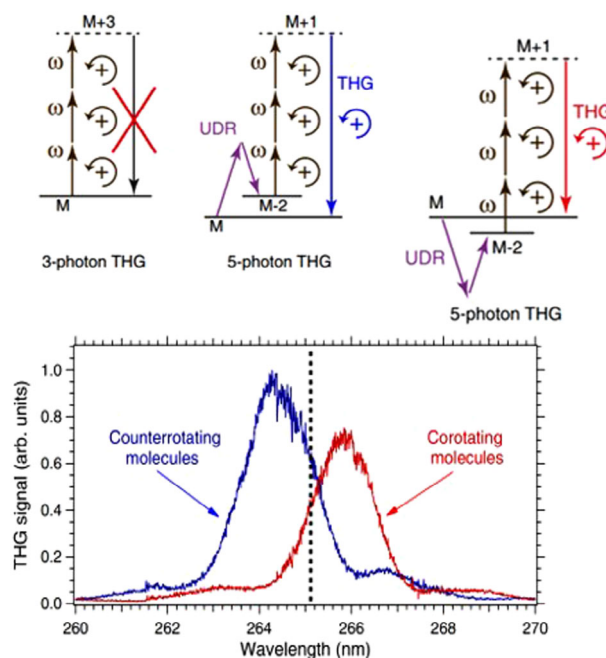 M+3
ω
+
ω
+
ω
+
M
3-photon THG
M+1
ω
+
THG
UDR
ω
+
+
ω
+
M-2
M
5-photon THG
M+1
ω
+
THG
ω
+
+
M
ω
+
M-2
UDR
5-photon THG
THG signal (arb. units)
1.0
0.8
0.6
0.4
0.2
0.0
Counterrotating
molecules
Corotating
molecules
260
262
264
266
268
270
Wavelength (nm)